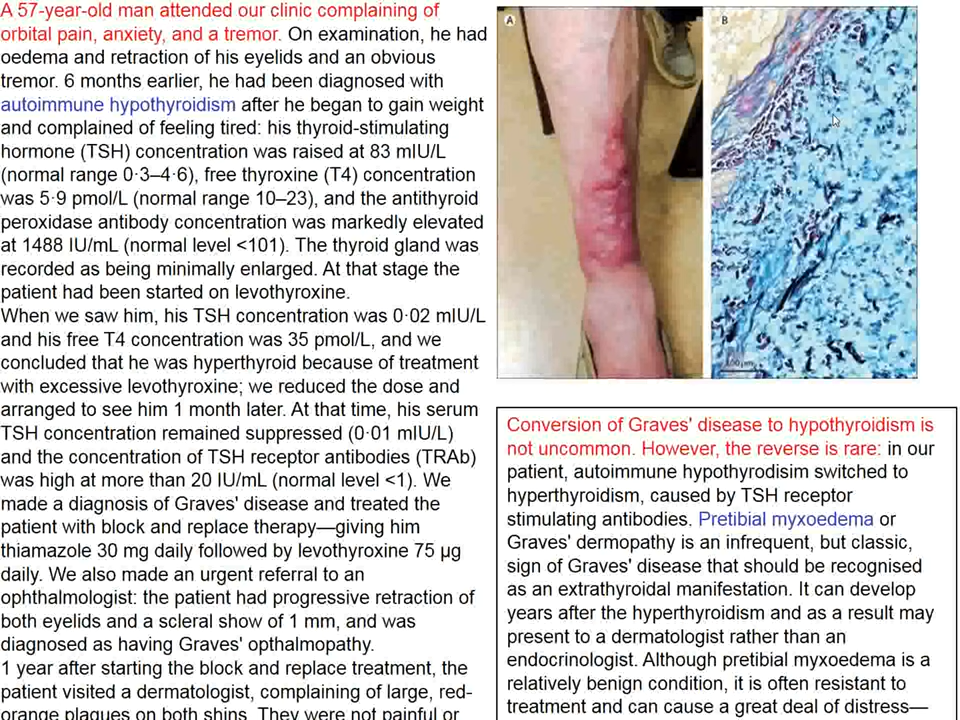 A 57-year-old man attended our clinic complaining of
orbital pain, anxiety, and a tremor. On examination, he had
oedema and retraction of his eyelids and an obvious
tremor. 6 months earlier, he had been diagnosed with
autoimmune hypothyroidism after he began to gain weight
and complained of feeling tired: his thyroid-stimulating
hormone (TSH) concentration was raised at 83 mIU/L
(normal range 0·3–4·6), free thyroxine (T4) concentration
was 5·9 pmol/L (normal range 10–23), and the antithyroid
peroxidase antibody concentration was markedly elevated
at 1488 IU/mL (normal level <101). The thyroid gland was
recorded as being minimally enlarged. At that stage the
patient had been started on levothyroxine.
When we saw him, his TSH concentration was 0·02 mIU/L
and his free T4 concentration was 35 pmol/L, and we
concluded that he was hyperthyroid because of treatment
with excessive levothyroxine; we reduced the dose and
arranged to see him 1 month later. At that time, his serum
TSH concentration remained suppressed (0·01 mIU/L)
and the concentration of TSH receptor antibodies (TRAb)
was high at more than 20 IU/mL (normal level <1). We
made a diagnosis of Graves' disease and treated the
patient with block and replace therapy—giving him
thiamazole 30 mg daily followed by levothyroxine 75 μg
daily. We also made an urgent referral to an
ophthalmologist: the patient had progressive retraction of
both eyelids and a scleral show of 1 mm, and was
diagnosed as having Graves' opthalmopathy.
1 year after starting the block and replace treatment, the
patient visited a dermatologist, complaining of large, red-
orange plaques on both shins. They were not painful or
A
B
100 μm
Conversion of Graves' disease to hypothyroidism is
not uncommon. However, the reverse is rare: in our
patient, autoimmune hypothyrodisim switched to
hyperthyroidism, caused by TSH receptor
stimulating antibodies. Pretibial myxoedema or
Graves' dermopathy is an infrequent, but classic,
sign of Graves' disease that should be recognised
as an extrathyroidal manifestation. It can develop
years after the hyperthyroidism and as a result may
present to a dermatologist rather than an
endocrinologist. Although pretibial myxoedema is a
relatively benign condition, it is often resistant to
treatment and can cause a great deal of distress—